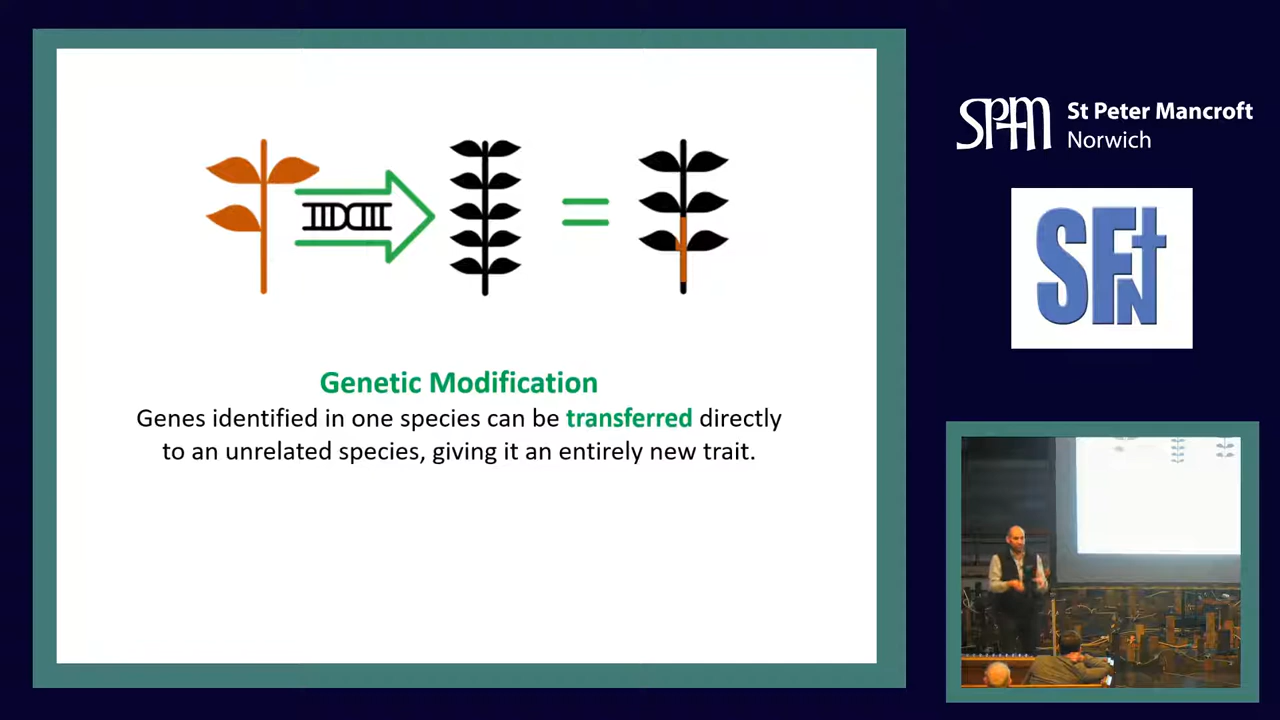 Genetic Modification
Genes identified in one species can be transferred directly
to an unrelated species, giving it an entirely new trait.
SPM
St Peter Mancroft
Norwich
SFN